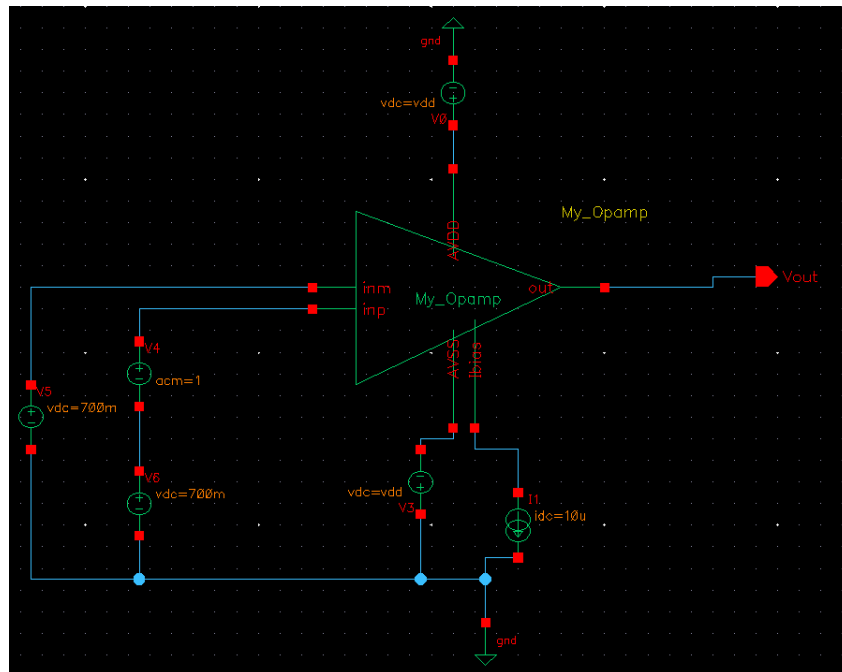 gnd
vdc=vdd
V0
My_Opamp
AVDD
inm
inp
My_Opamp
out
Vout
AVSS
Ibias
V4
acm=1
V5
vdc=700m
V6
vdc=700m
vdc=vdd
V3
I1
idc=10u
gnd